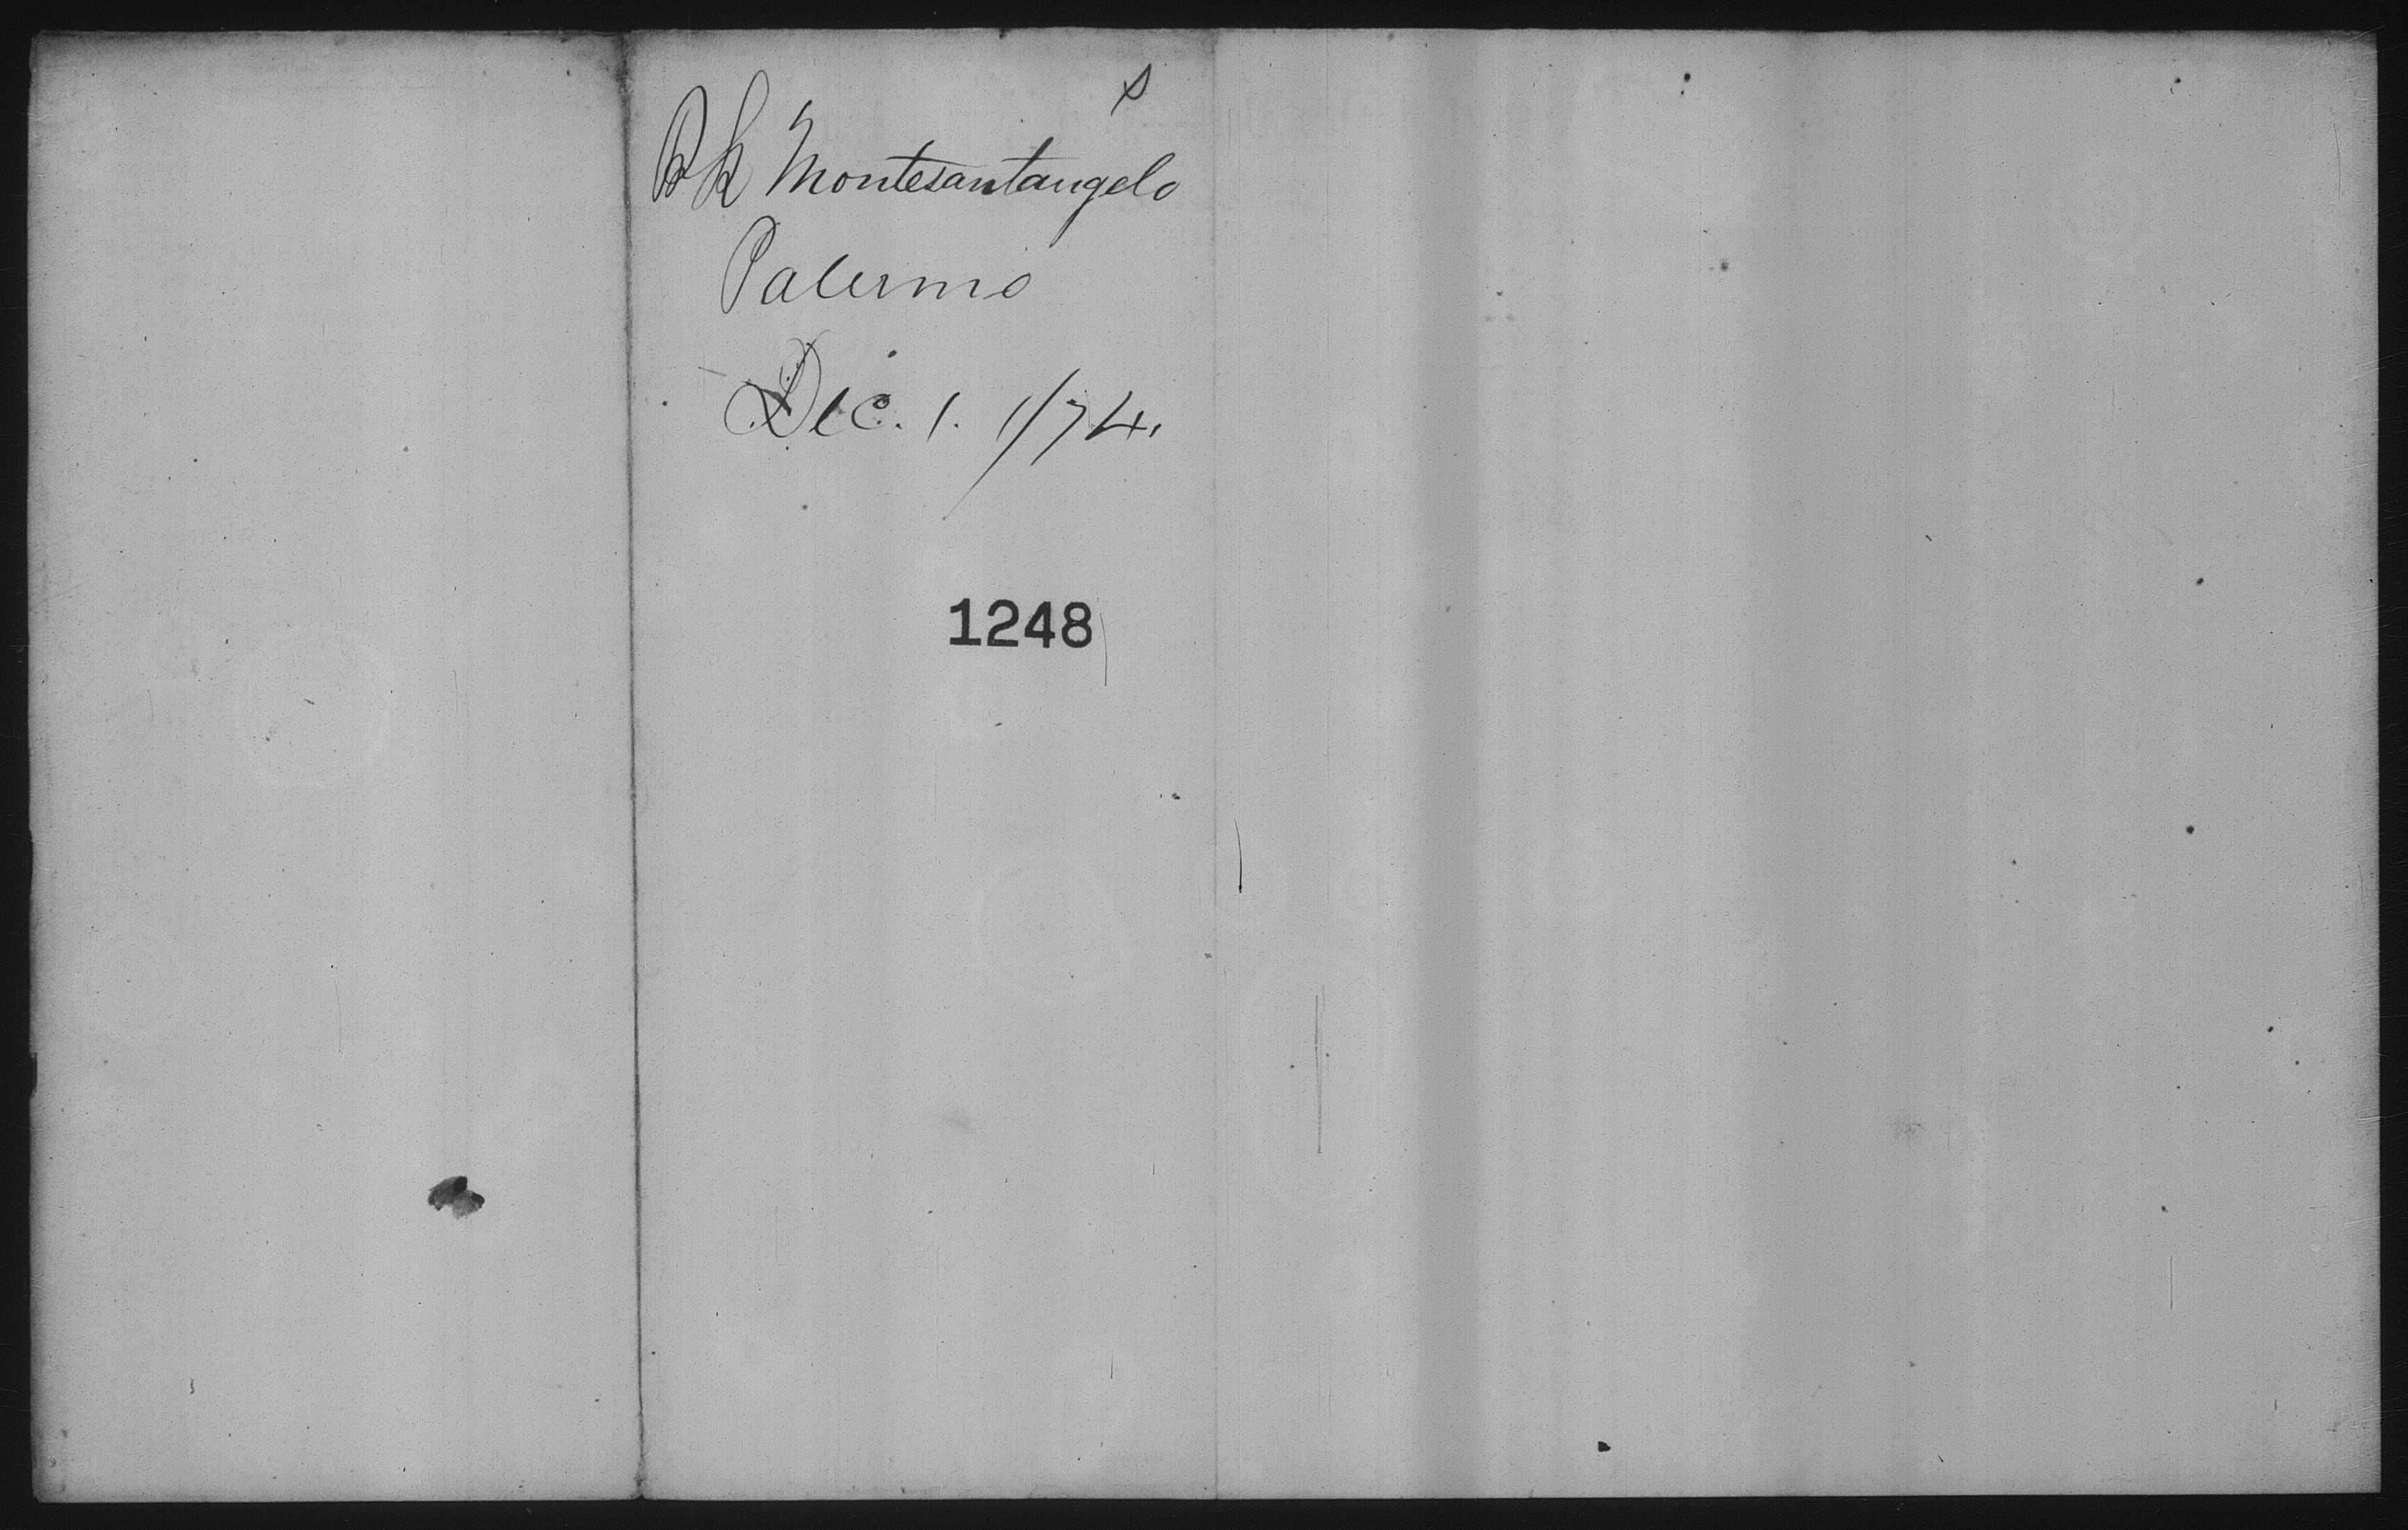 Bk Montesantangelo
Palermo
Dec. 1. 1/74.
1248